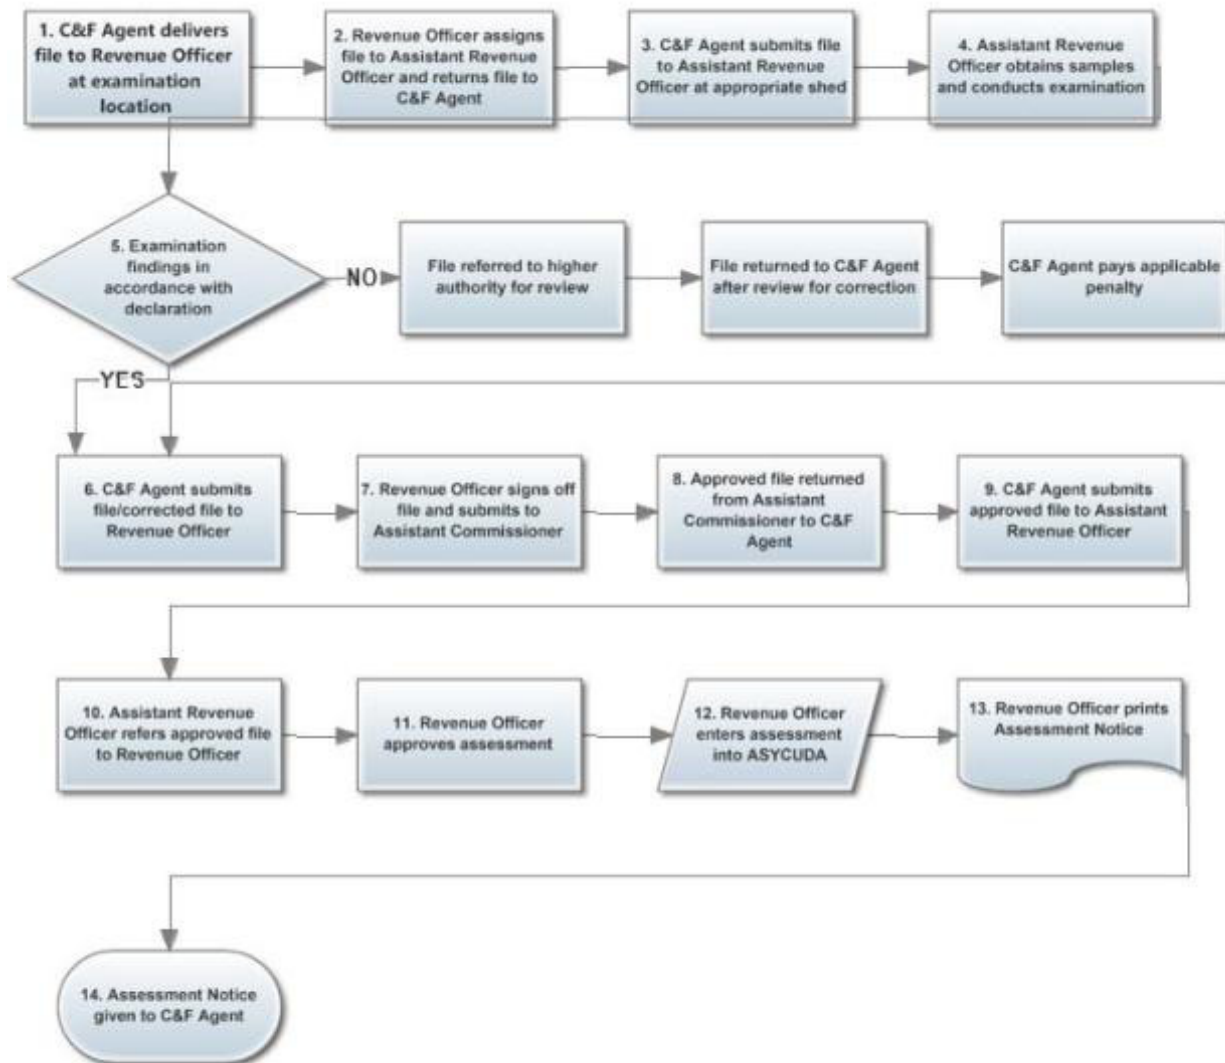 1. C&F Agent delivers
file to Revenue Officer
at examination
location
2. Revenue Officer assigns
file to Assistant Revenue
Officer and returns file to
C&F Agent
3. C&F Agent submits file
to Assistant Revenue
Officer at appropriate shed
4. Assistant Revenue
Officer obtains samples
and conducts examination
5. Examination
findings in
accordance with
declaration
NO
File referred to higher
authority for review
File returned to C&F Agent
after review for correction
C&F Agent pays applicable
penalty
YES
6. C&F Agent submits
file/corrected file to
Revenue Officer
7. Revenue Officer signs off
file and submits to
Assistant Commissioner
8. Approved file returned
from Assistant
Commissioner to C&F
Agent
9. C&F Agent submits
approved file to Assistant
Revenue Officer
10. Assistant Revenue
Officer refers approved file
to Revenue Officer
11. Revenue Officer
approves assessment
12. Revenue Officer
enters assessment
into ASYCUDA
13. Revenue Officer prints
Assessment Notice
14. Assessment Notice
given to C&F Agent